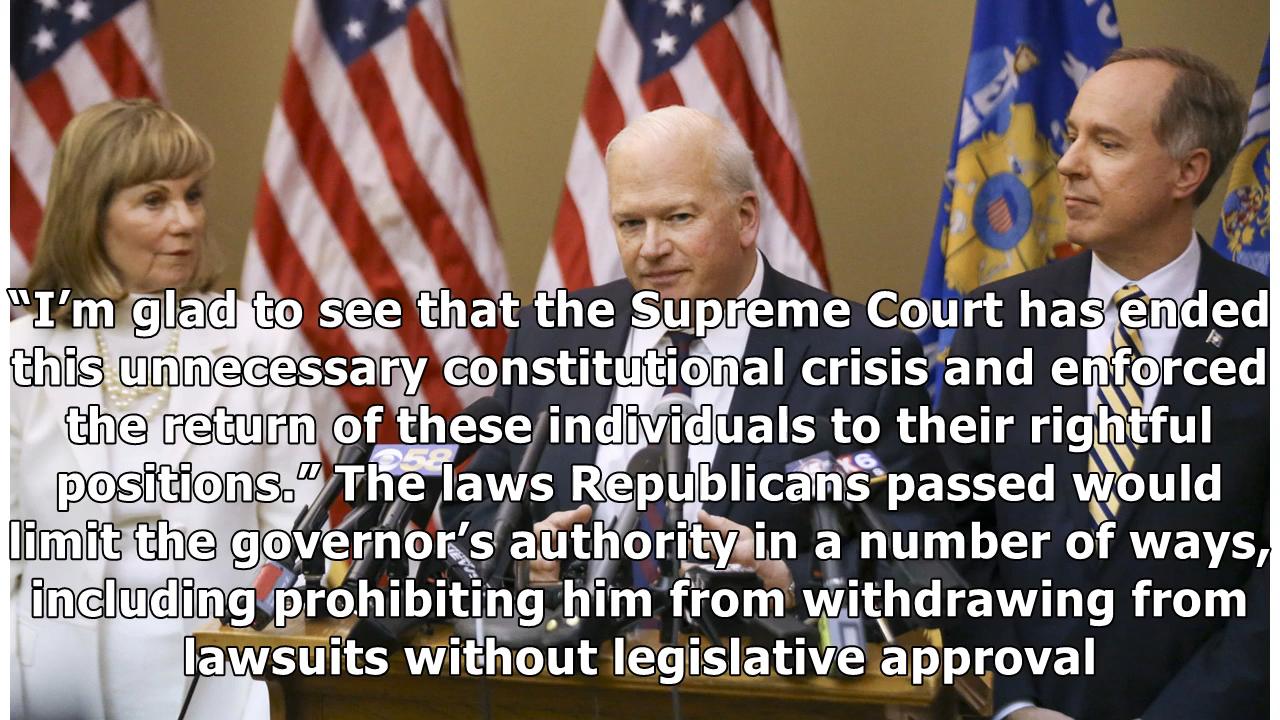 “I’m glad to see that the Supreme Court has ended
this unnecessary constitutional crisis and enforced
the return of these individuals to their rightful
positions.” The laws Republicans passed would
limit the governor’s authority in a number of ways,
including prohibiting him from withdrawing from
lawsuits without legislative approval
58
6